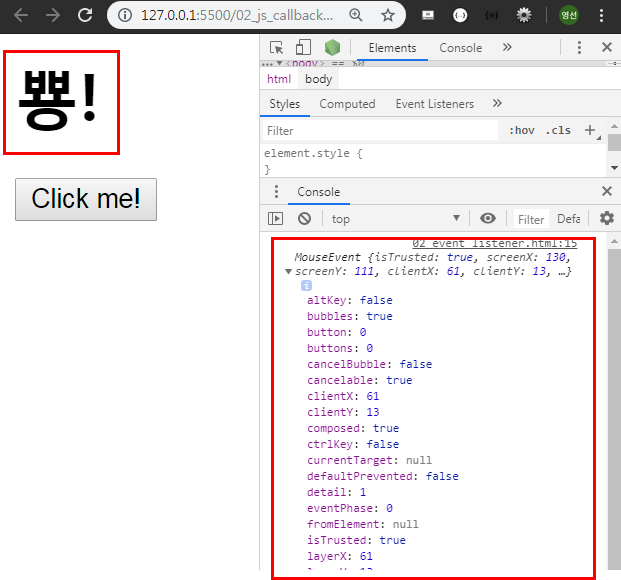 127.0.0.1:5500/02_js_callback...
영선
뿅!
Click me!
Elements
Console
html
body
Styles
Computed
Event Listeners
Filter
:hov
.cls
element.style {
}
Console
top
Filter
Defa
02 event listener.html:15
MouseEvent {isTrusted: true, screenX: 130,
screenY: 111, clientX: 61, clientY: 13, …}
altKey: false
bubbles: true
button: 0
buttons: 0
cancelBubble: false
cancelable: true
clientX: 61
clientY: 13
composed: true
ctrlKey: false
currentTarget: null
defaultPrevented: false
detail: 1
eventPhase: 0
fromElement: null
isTrusted: true
layerX: 61